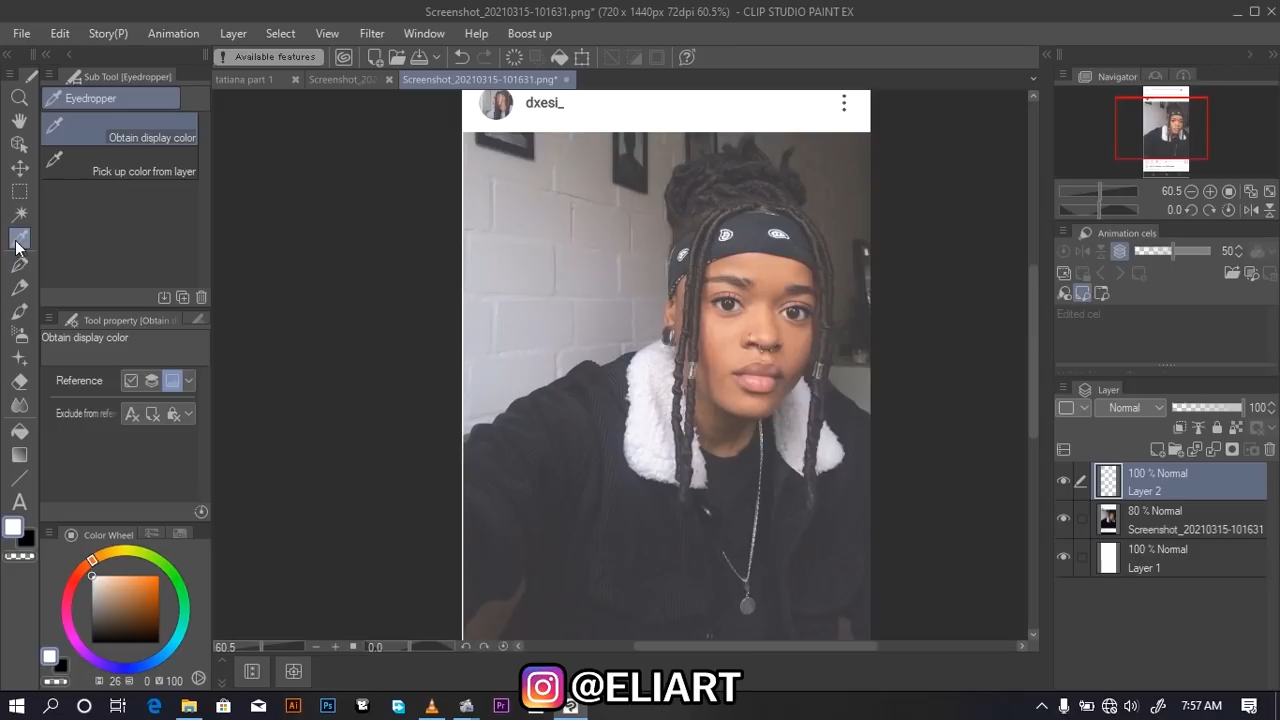 Screenshot_20210315-101631.png* (720 x 1440px 72dpi 60.5%) - CLIP STUDIO PAINT EX
File Edit Story(P) Animation Layer Select View Filter Window Help Boost up
Available features
Sub Tool [Eyedropper]
tatiana part 1
Screenshot_202
Screenshot_20210315-101631.png*
Navigator
Eyedropper
dxesi_
Obtain display color
Pick up color from layer
60.5
0.0
Animation cels
50
Edited cel
Tool property [Obtain d
Obtain display color
Reference
Exclude from refe
Layer
Normal 100
100 % Normal
Layer 2
80 % Normal
Screenshot_20210315-101631
100 % Normal
Layer 1
Color Wheel
60.5
0.0
H 26 S 0 V 100
@ELIART
Ai
Ps
Pr
7:57 AM